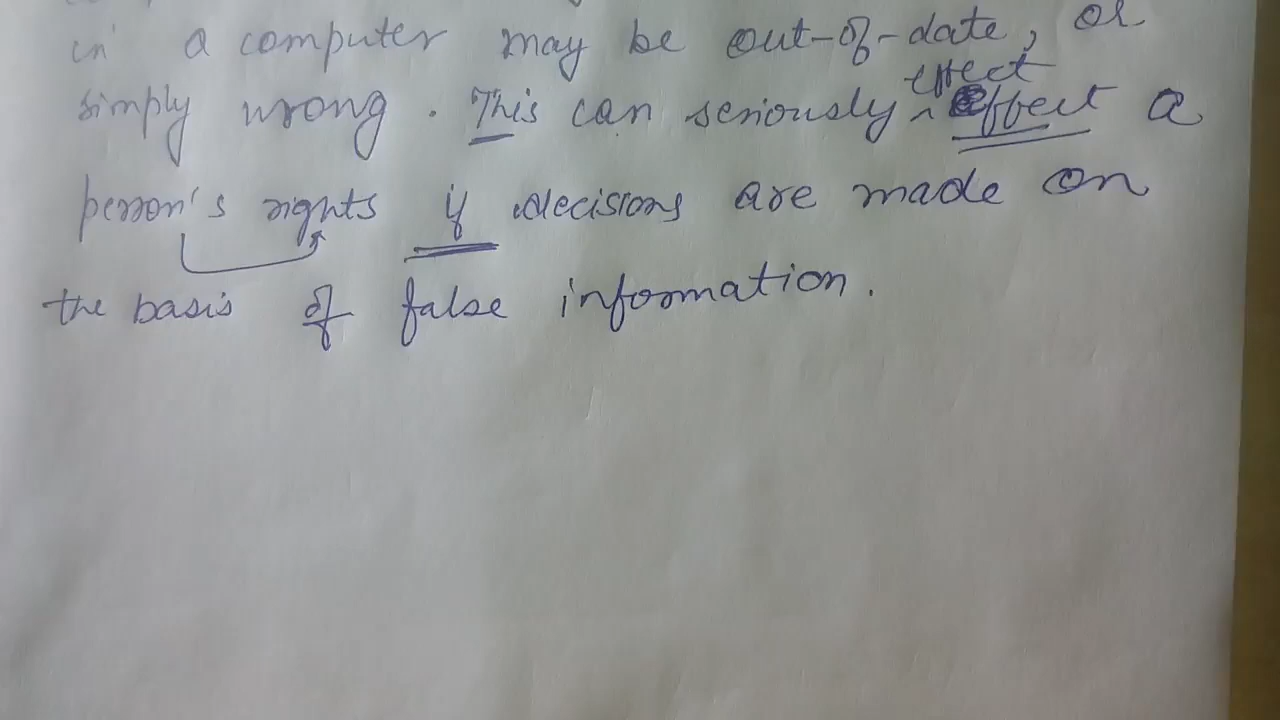 in a computer may be out-of-date, or
effect
simply wrong. This can seriously ^ effect a
person's rights if decisions are made on
the basis of false information.